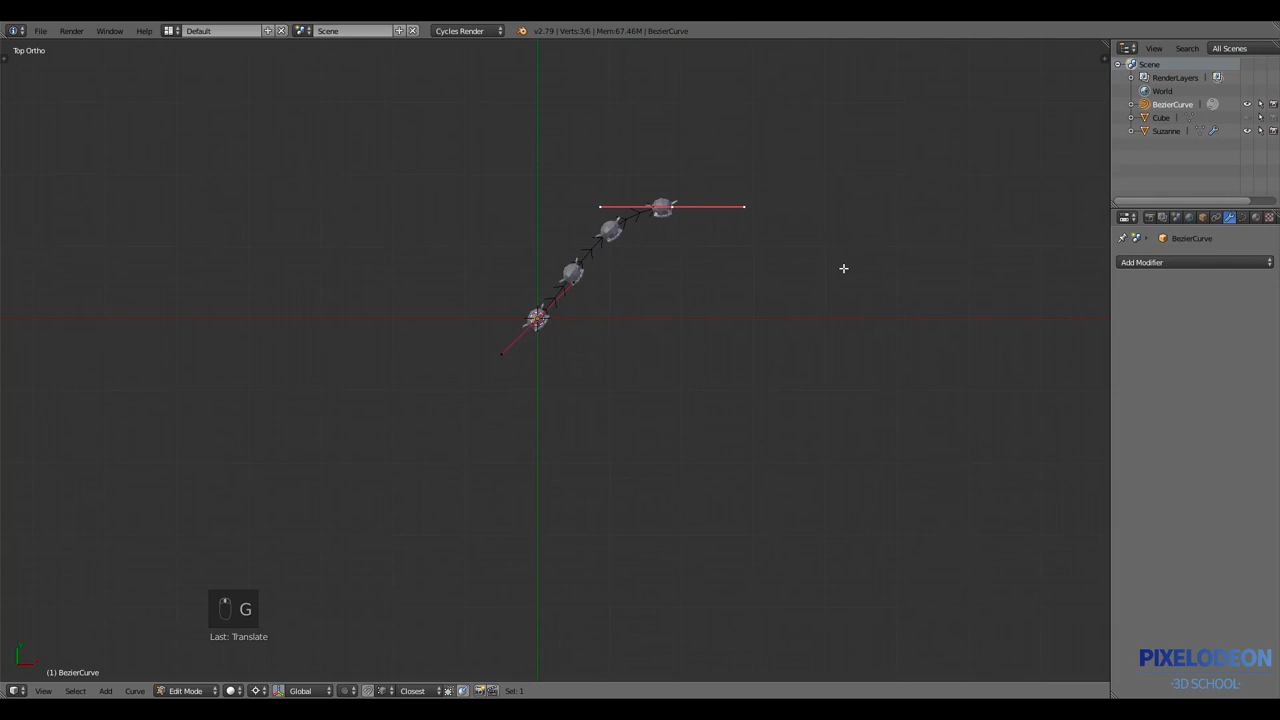 File Render Window Help Default Scene Cycles Render v2.79 | Verts:3/6 | Mem:67.46M | BezierCurve
Top Ortho
View Search All Scenes
Scene
RenderLayers
World
BezierCurve
Cube
Suzanne
BezierCurve
Add Modifier
G
Last: Translate
PIXELODEON
·3D SCHOOL·
(1) BezierCurve
View Select Add Curve Edit Mode Global Closest Sel: 1